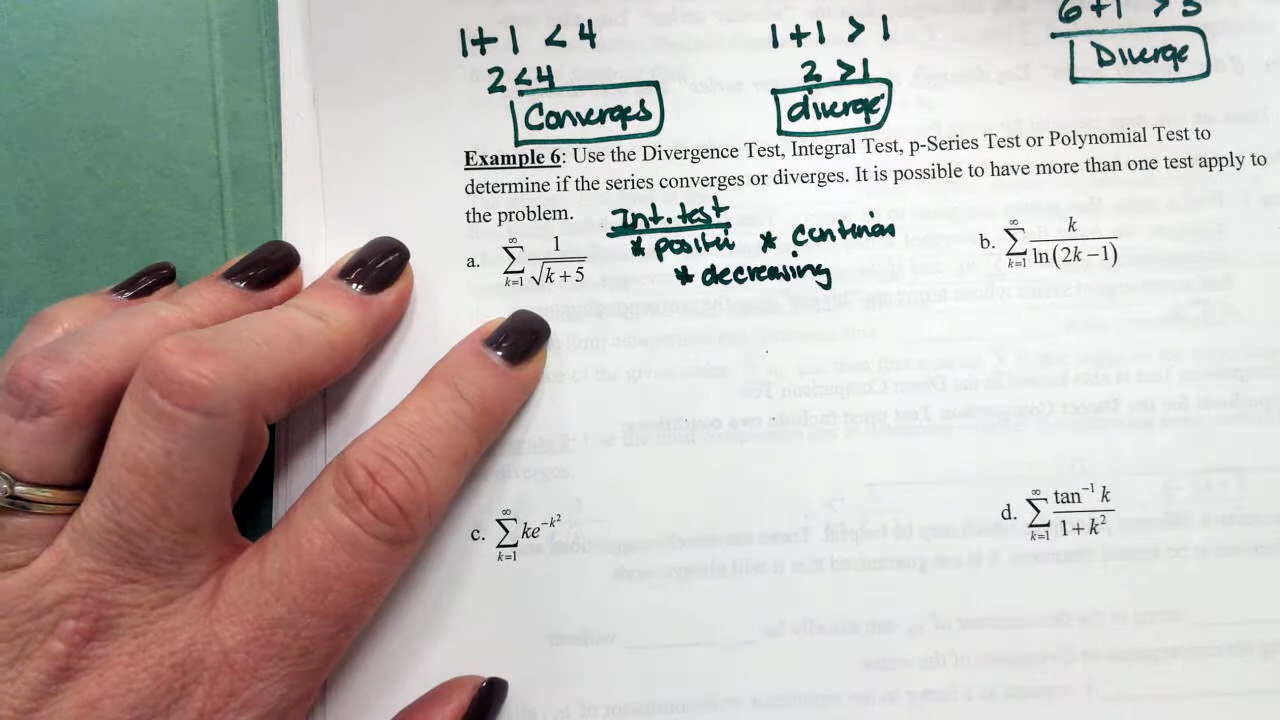 1+1 < 4
1+1 > 1
6+1 > 5
2 < 4
2 > 1
Converges
diverge
Diverge
Example 6: Use the Divergence Test, Integral Test, p-Series Test or Polynomial Test to
determine if the series converges or diverges. It is possible to have more than one test apply to
the problem.
Int. test
* positi * continuous
* decreasing
a. ∑_{k=1}^{∞} 1/√(k+5)
b. ∑_{k=1}^{∞} k/ln(2k−1)
c. ∑_{k=1}^{∞} ke^{−k²}
d. ∑_{k=1}^{∞} tan⁻¹ k/(1+k²)